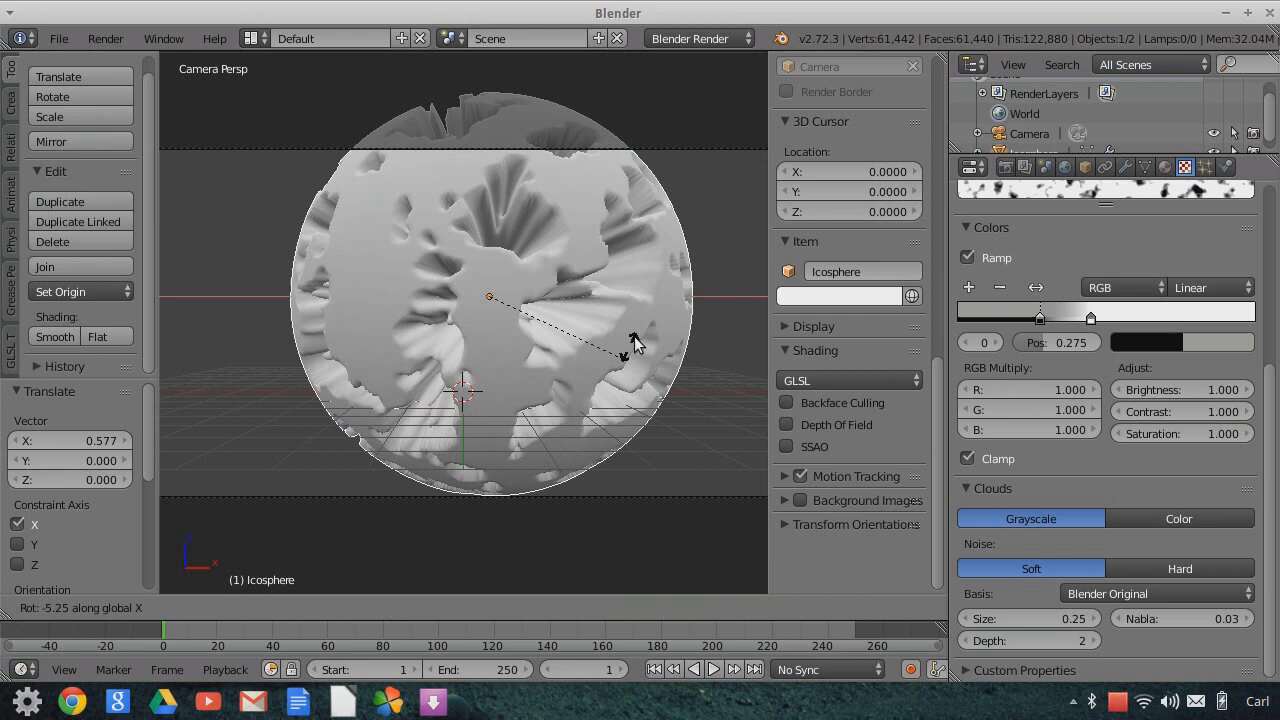 Blender
File Render Window Help Default Scene Blender Render v2.72.3 | Verts:61,442 | Faces:61,440 | Tris:122,880 | Objects:1/2 | Lamps:0/0 | Mem:32.04M
Too
Crea
Relati
Animat
Physi
Grease Pe
GLSL T
Translate
Rotate
Scale
Mirror
Edit
Duplicate
Duplicate Linked
Delete
Join
Set Origin
Shading:
Smooth Flat
History
Translate
Vector
X: 0.577
Y: 0.000
Z: 0.000
Constraint Axis
X
Y
Z
Orientation
Camera Persp
(1) Icosphere
z
x
Rot: -5.25 along global X
Camera
Render Border
3D Cursor
Location:
X: 0.0000
Y: 0.0000
Z: 0.0000
Item
Icosphere
Display
Shading
GLSL
Backface Culling
Depth Of Field
SSAO
Motion Tracking
Background Images
Transform Orientations
View Search All Scenes
RenderLayers
World
Camera
Colors
Ramp
RGB Linear
0 Pos: 0.275
RGB Multiply: Adjust:
R: 1.000 Brightness: 1.000
G: 1.000 Contrast: 1.000
B: 1.000 Saturation: 1.000
Clamp
Clouds
Grayscale Color
Noise:
Soft Hard
Basis: Blender Original
Size: 0.25 Nabla: 0.03
Depth: 2
Custom Properties
-40 -20 0 20 40 60 80 100 120 140 160 180 200 220 240 260
View Marker Frame Playback Start: 1 End: 250 1 No Sync
Carl